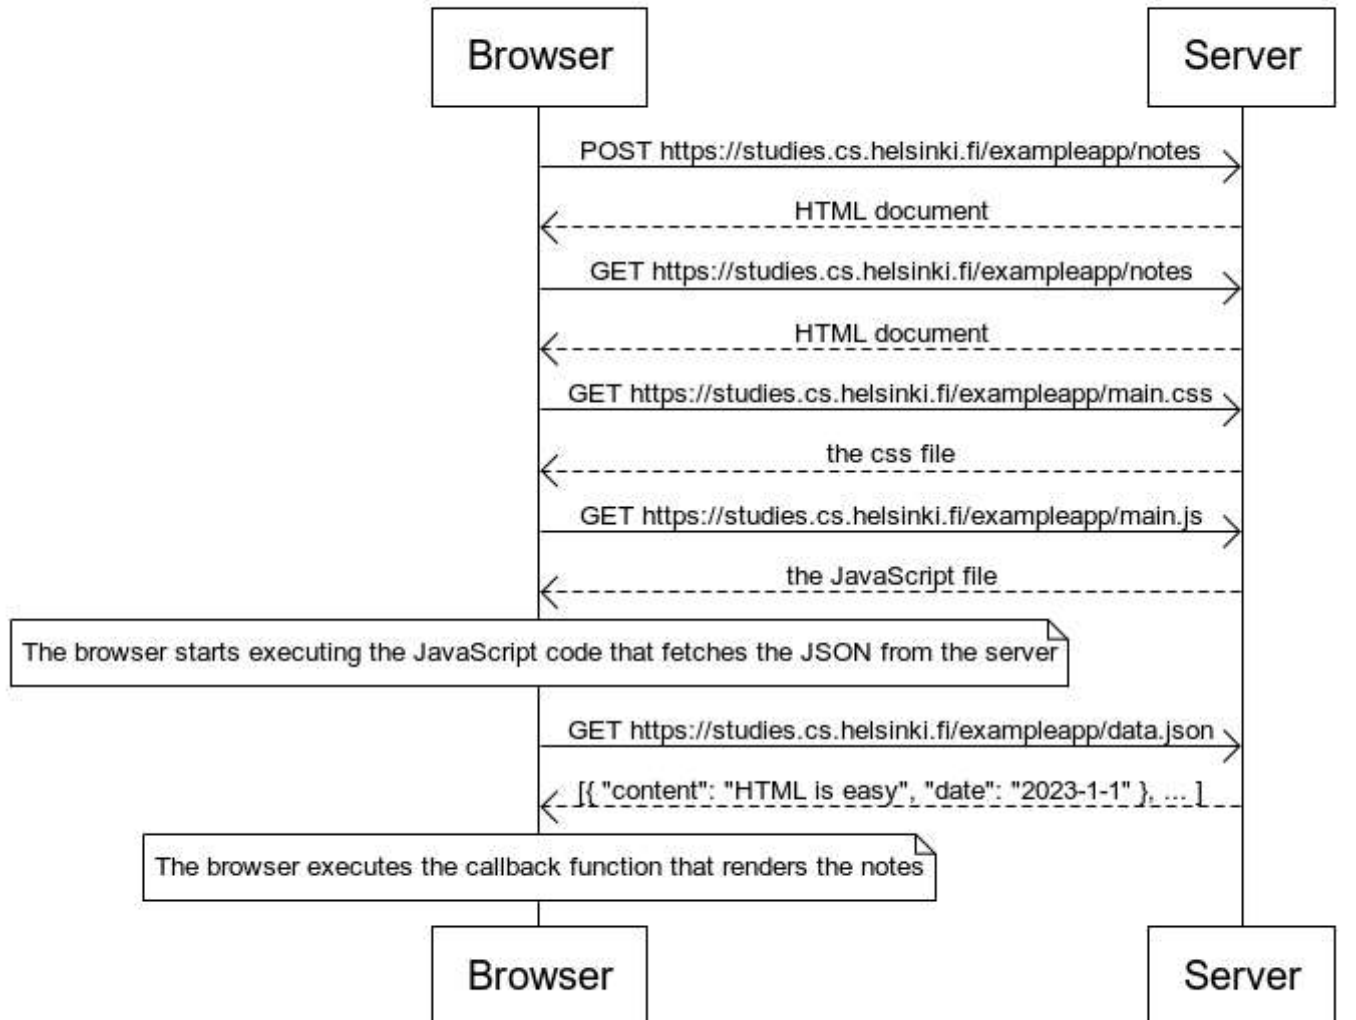 Browser
Server
POST https://studies.cs.helsinki.fi/exampleapp/notes
HTML document
GET https://studies.cs.helsinki.fi/exampleapp/notes
HTML document
GET https://studies.cs.helsinki.fi/exampleapp/main.css
the css file
GET https://studies.cs.helsinki.fi/exampleapp/main.js
the JavaScript file
The browser starts executing the JavaScript code that fetches the JSON from the server
GET https://studies.cs.helsinki.fi/exampleapp/data.json
[{ "content": "HTML is easy", "date": "2023-1-1" }, ... ]
The browser executes the callback function that renders the notes
Browser
Server